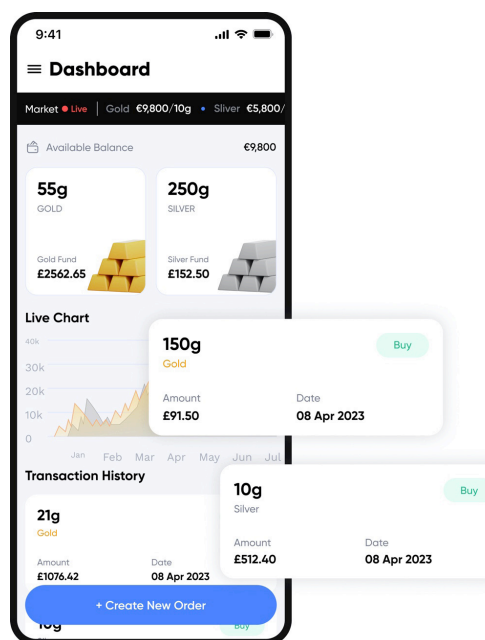 9:41
Dashboard
Market Live Gold €9,800/10g • Sliver €5,800/
Available Balance €9,800
55g
GOLD
Gold Fund
£2562.65
250g
SILVER
Silver Fund
£152.50
Live Chart
40k
30k
20k
10k
0
Jan Feb Mar Apr May Jun Jul
150g
Gold
Buy
Amount Date
£91.50 08 Apr 2023
Transaction History
10g
Silver
Buy
Amount Date
£512.40 08 Apr 2023
21g
Gold
Amount Date
£1076.42 08 Apr 2023
+ Create New Order
10g
Buy